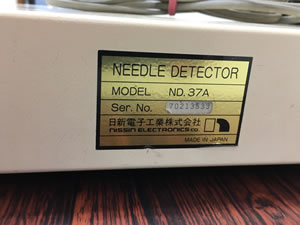 NEEDLE DETECTOR
MODEL ND.37A
Ser. No. 70213533
日新電子工業株式会社
NISSIN ELECTRONICS CO.
MADE IN JAPAN